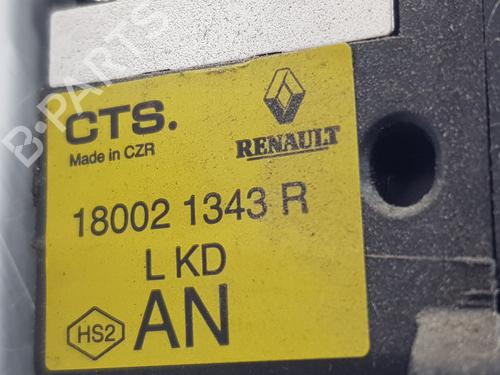 B-PARTS
CTS.
Made in CZR
RENAULT
18002 1343 R
L KD
HS2
AN